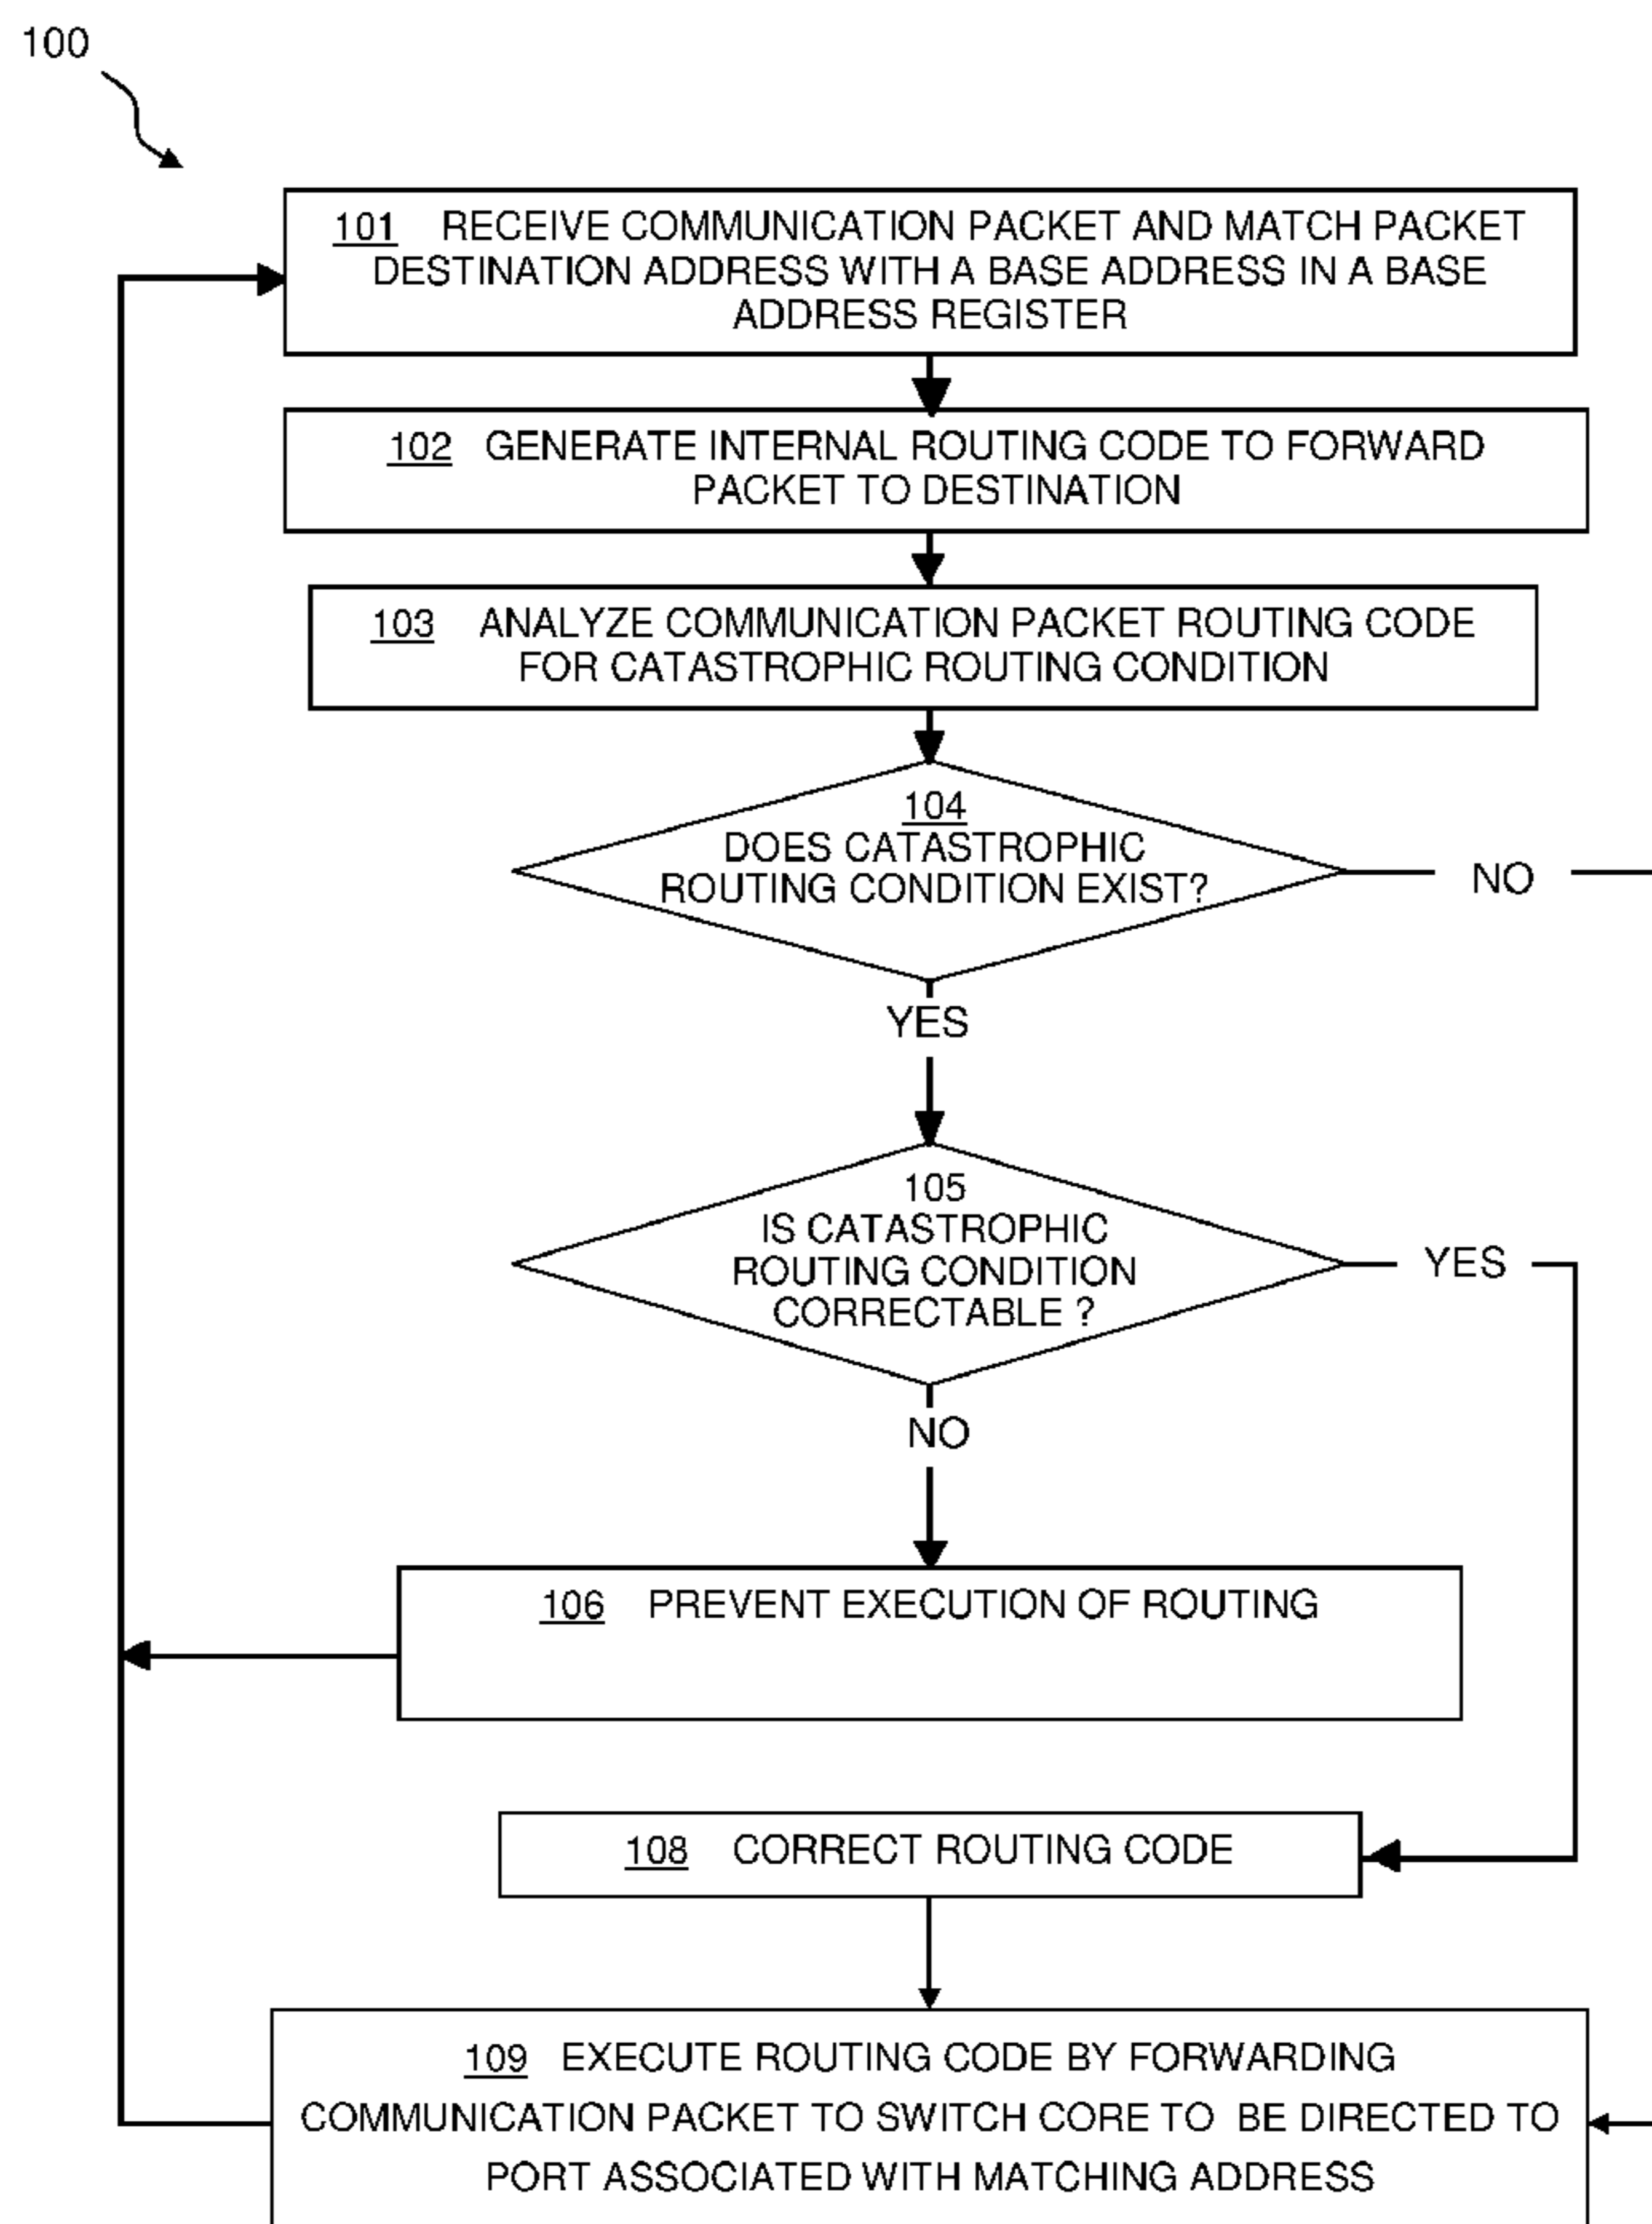 100
101 RECEIVE COMMUNICATION PACKET AND MATCH PACKET
DESTINATION ADDRESS WITH A BASE ADDRESS IN A BASE
ADDRESS REGISTER
102 GENERATE INTERNAL ROUTING CODE TO FORWARD
PACKET TO DESTINATION
103 ANALYZE COMMUNICATION PACKET ROUTING CODE
FOR CATASTROPHIC ROUTING CONDITION
104
DOES CATASTROPHIC
ROUTING CONDITION EXIST?
NO
YES
105
IS CATASTROPHIC
ROUTING CONDITION
CORRECTABLE ?
YES
NO
106 PREVENT EXECUTION OF ROUTING
108 CORRECT ROUTING CODE
109 EXECUTE ROUTING CODE BY FORWARDING
COMMUNICATION PACKET TO SWITCH CORE TO BE DIRECTED TO
PORT ASSOCIATED WITH MATCHING ADDRESS